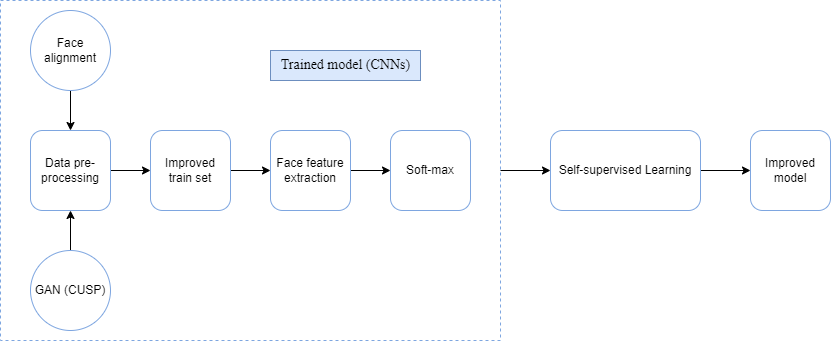 Face
alignment
Trained model (CNNs)
Data pre-
processing
Improved
train set
Face feature
extraction
Soft-max
Self-supervised Learning
Improved
model
GAN (CUSP)